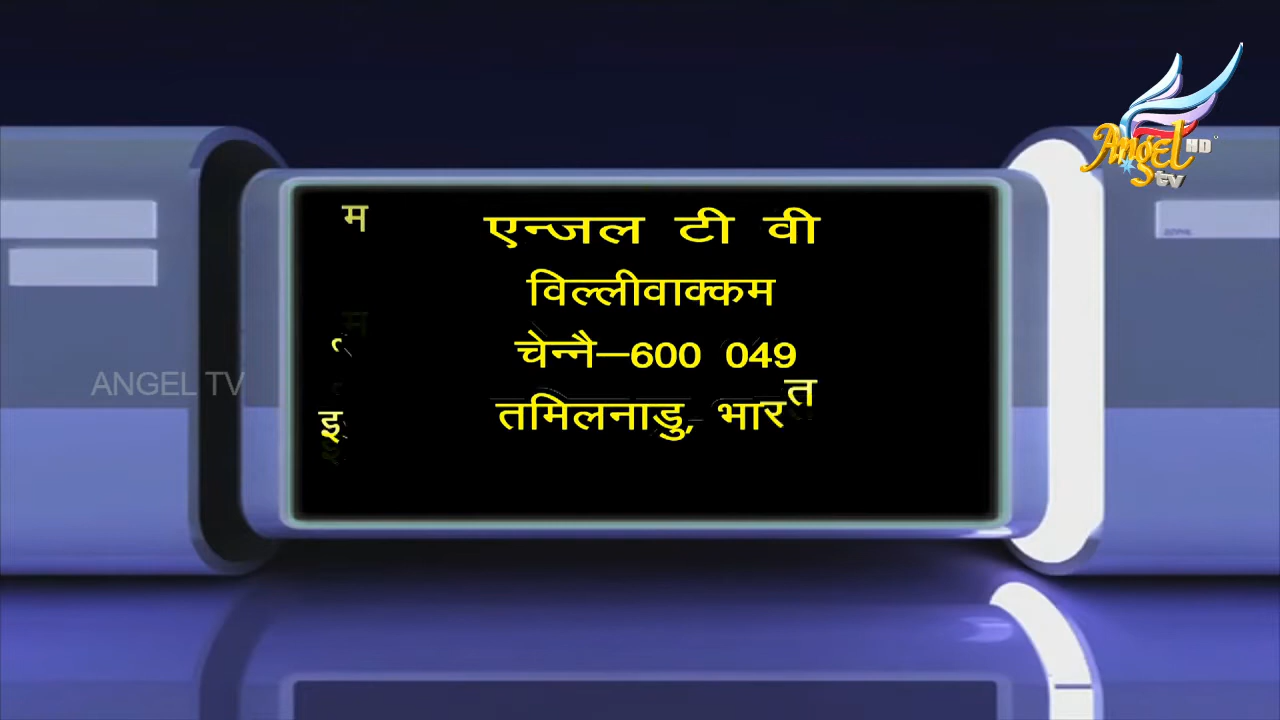 Angel HD
tv
म
एन्जल टी वी
विल्लीवाक्कम
चेन्नै–600 049
तमिलनाडु, भारत
इ
ANGEL TV